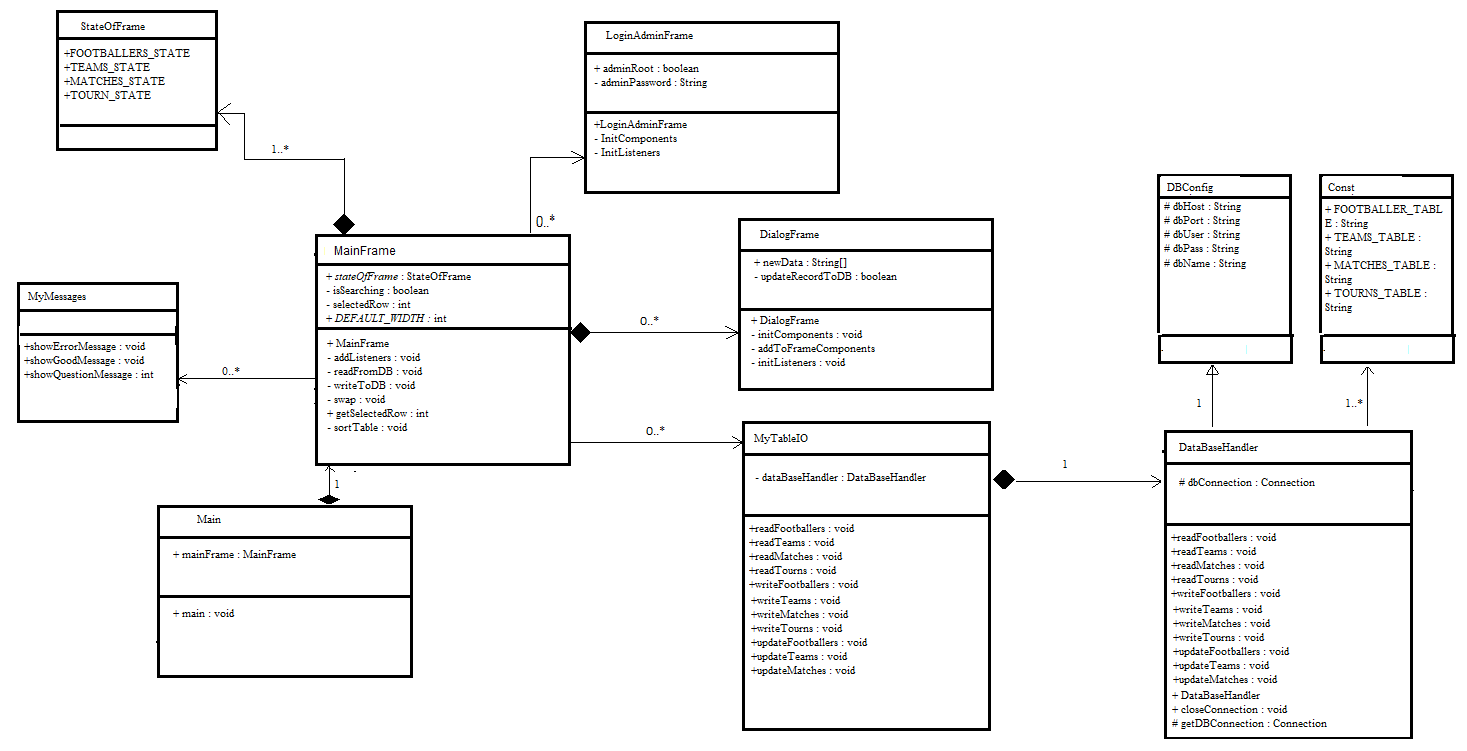 StateOfFrame
+FOOTBALLERS_STATE
+TEAMS_STATE
+MATCHES_STATE
+TOURN_STATE
1..*
LoginAdminFrame
+ adminRoot : boolean
- adminPassword : String
+LoginAdminFrame
- InitComponents
- InitListeners
0..*
MainFrame
+ stateOfFrame : StateOfFrame
- isSearching : boolean
- selectedRow : int
+ DEFAULT_WIDTH : int
+ MainFrame
- addListeners : void
- readFromDB : void
- writeToDB : void
- swap : void
+ getSelectedRow : int
- sortTable : void
MyMessages
+showErrorMessage : void
+showGoodMessage : void
+showQuestionMessage : int
0..*
DialogFrame
+ newData : String[]
- updateRecordToDB : boolean
+ DialogFrame
- initComponents : void
- addToFrameComponents
- initListeners : void
0..*
DBConfig
# dbHost : String
# dbPort : String
# dbUser : String
# dbPass : String
# dbName : String
1
Const
+ FOOTBALLER_TABL
E : String
+ TEAMS_TABLE :
String
+ MATCHES_TABLE :
String
+ TOURNS_TABLE :
String
1..*
Main
+ mainFrame : MainFrame
+ main : void
1
0..*
MyTableIO
- dataBaseHandler : DataBaseHandler
+readFootballers : void
+readTeams : void
+readMatches : void
+readTourns : void
+writeFootballers : void
+writeTeams : void
+writeMatches : void
+writeTourns : void
+updateFootballers : void
+updateTeams : void
+updateMatches : void
1
DataBaseHandler
# dbConnection : Connection
+readFootballers : void
+readTeams : void
+readMatches : void
+readTourns : void
+writeFootballers : void
+writeTeams : void
+writeMatches : void
+writeTourns : void
+updateFootballers : void
+updateTeams : void
+updateMatches : void
+ DataBaseHandler
+ closeConnection : void
# getDBConnection : Connection